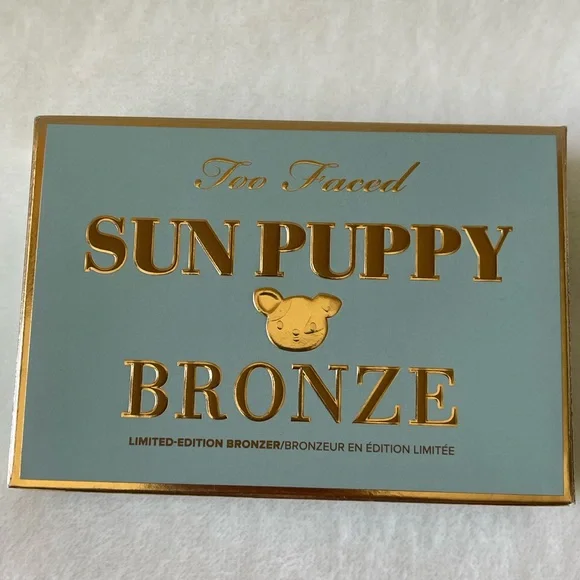 Too Faced
SUN PUPPY
BRONZE
LIMITED-EDITION BRONZER/BRONZEUR EN ÉDITION LIMITÉE